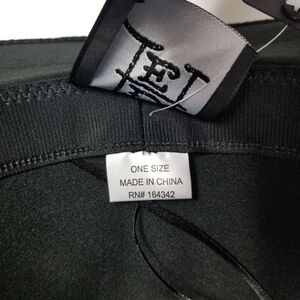 ONE SIZE
MADE IN CHINA
RN# 164342